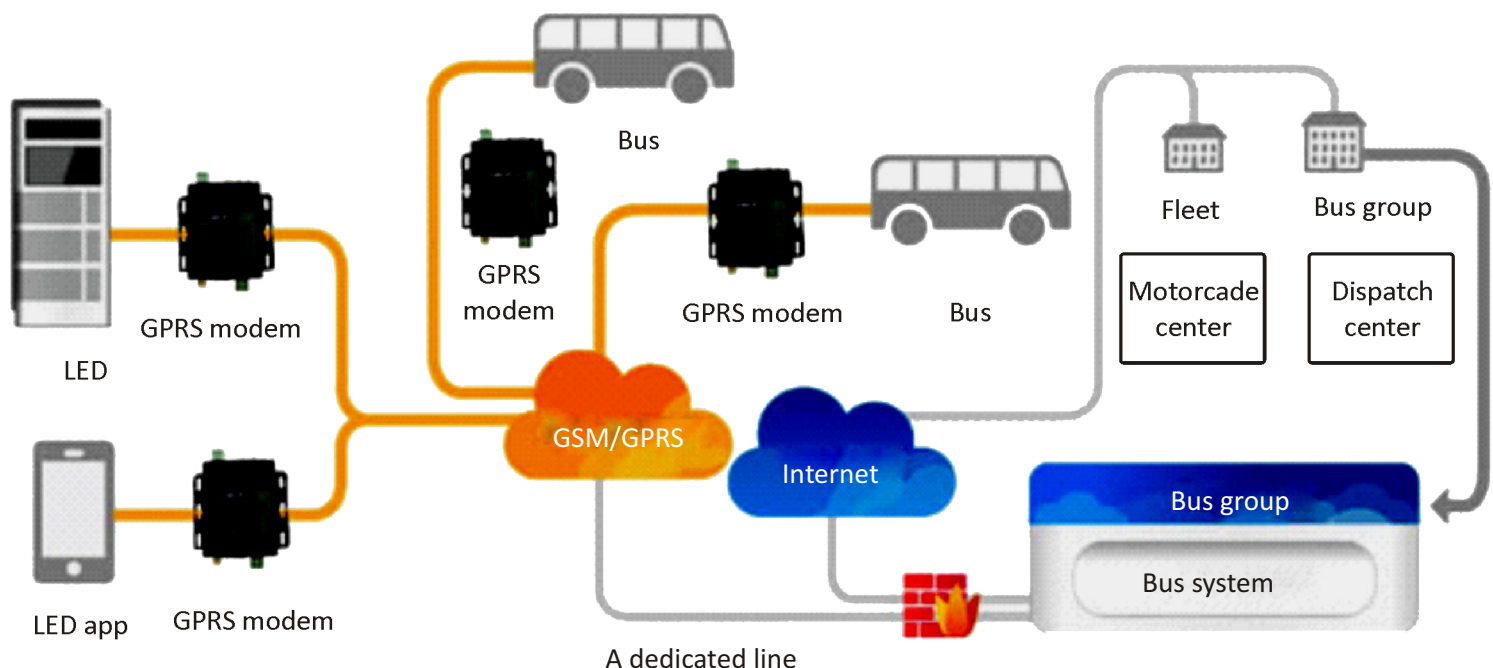 Bus
Fleet
Bus group
GPRS
modem
GPRS modem
Bus
Motorcade
center
Dispatch
center
GPRS modem
LED
GSM/GPRS
Internet
Bus group
Bus system
LED app
GPRS modem
A dedicated line